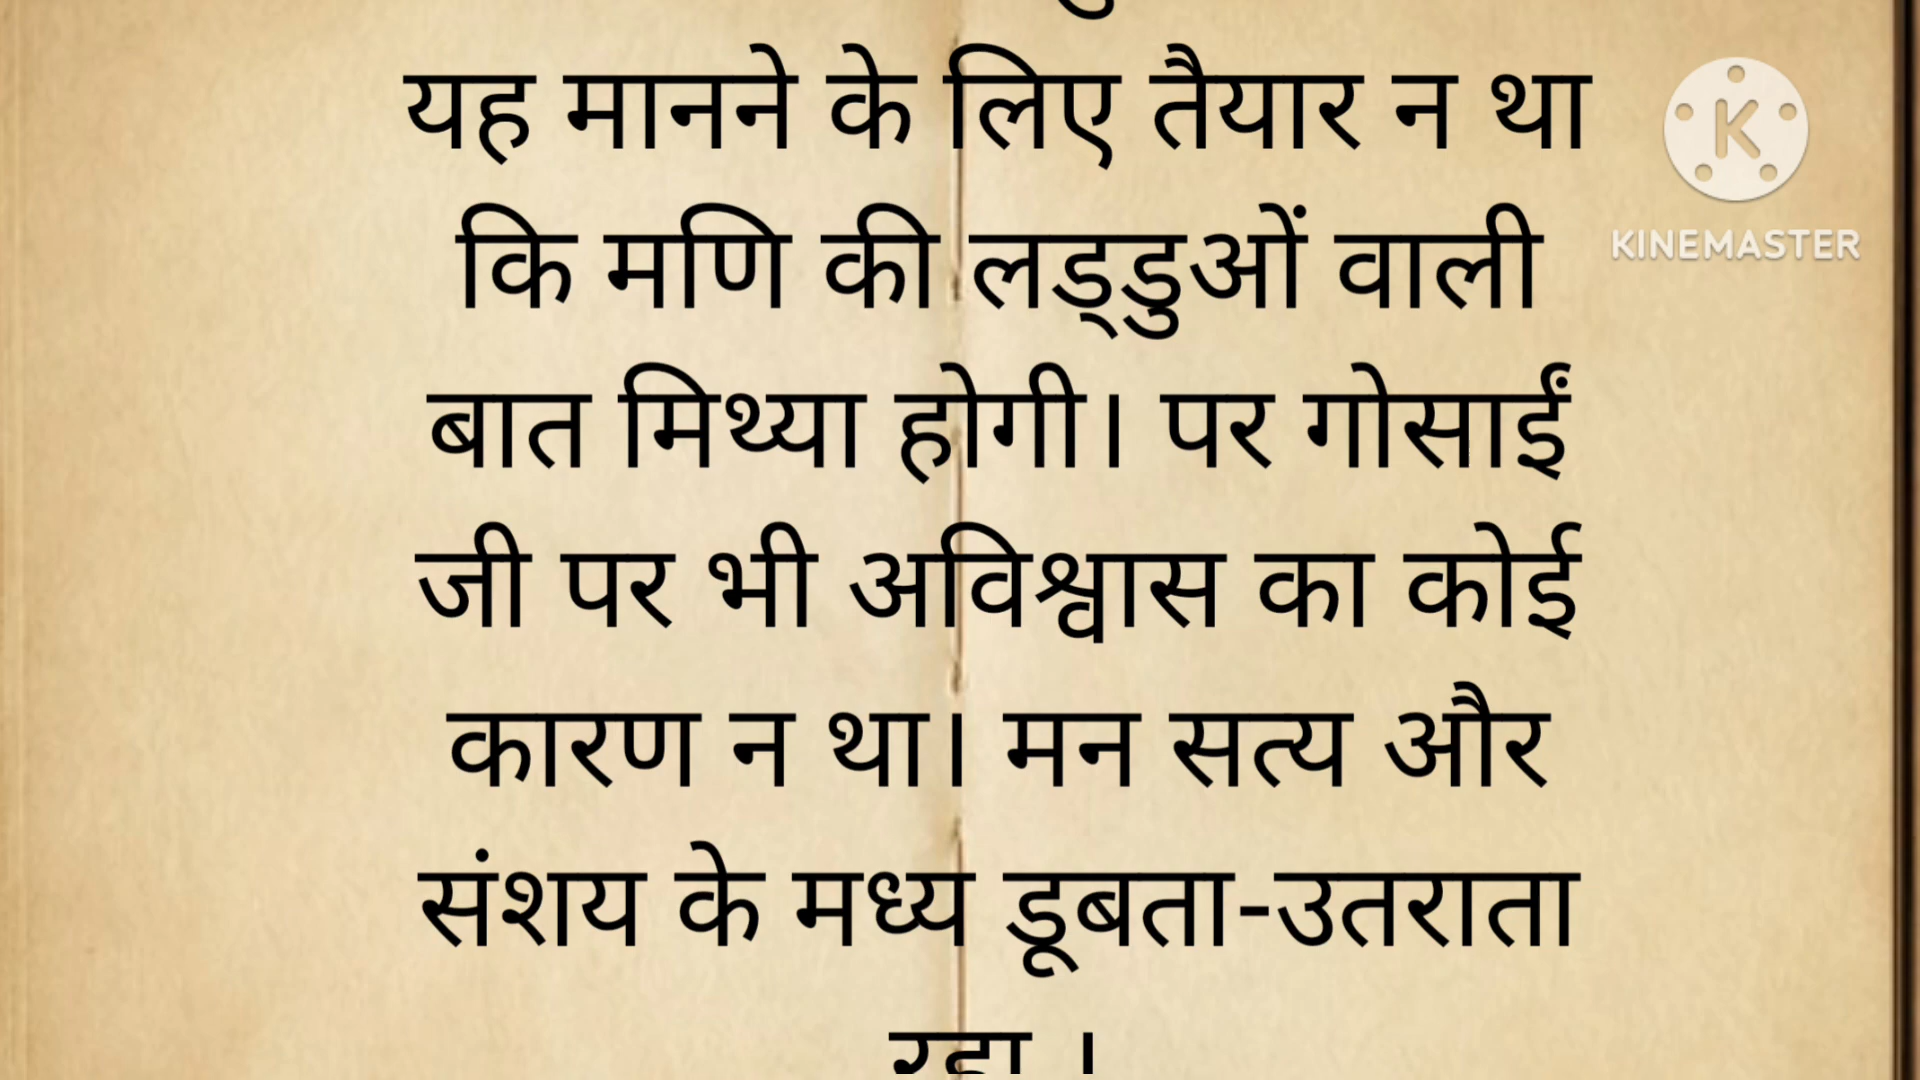 यह मानने के लिए तैयार न था
कि मणि की लड्डुओं वाली
बात मिथ्या होगी। पर गोसाईं
जी पर भी अविश्वास का कोई
कारण न था। मन सत्य और
संशय के मध्य डूबता-उतराता
रहा ।
K
KINEMASTER